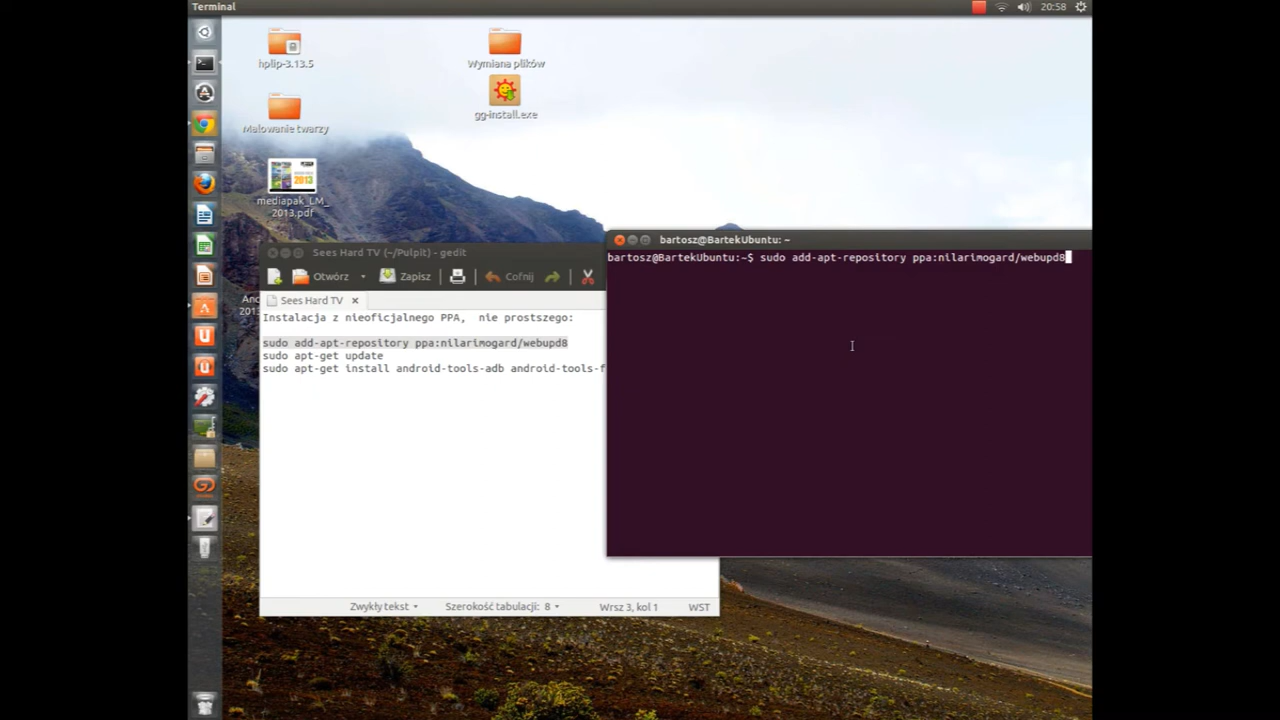 Terminal
20:58
hplip-3.13.5
Wymiana plików
gg-install.exe
Malowanie twarzy
mediapak_LM_
2013.pdf
Sees Hard TV (~/Pulpit) - gedit
Otwórz
Zapisz
Cofnij
Sees Hard TV
Instalacja z nieoficjalnego PPA,  nie prostszego:
sudo add-apt-repository ppa:nilarimogard/webupd8
sudo apt-get update
sudo apt-get install android-tools-adb android-tools-f
Zwykły tekst
Szerokość tabulacji: 8
Wrsz 3, kol 1
WST
bartosz@BartekUbuntu: ~
bartosz@BartekUbuntu:~$ sudo add-apt-repository ppa:nilarimogard/webupd8